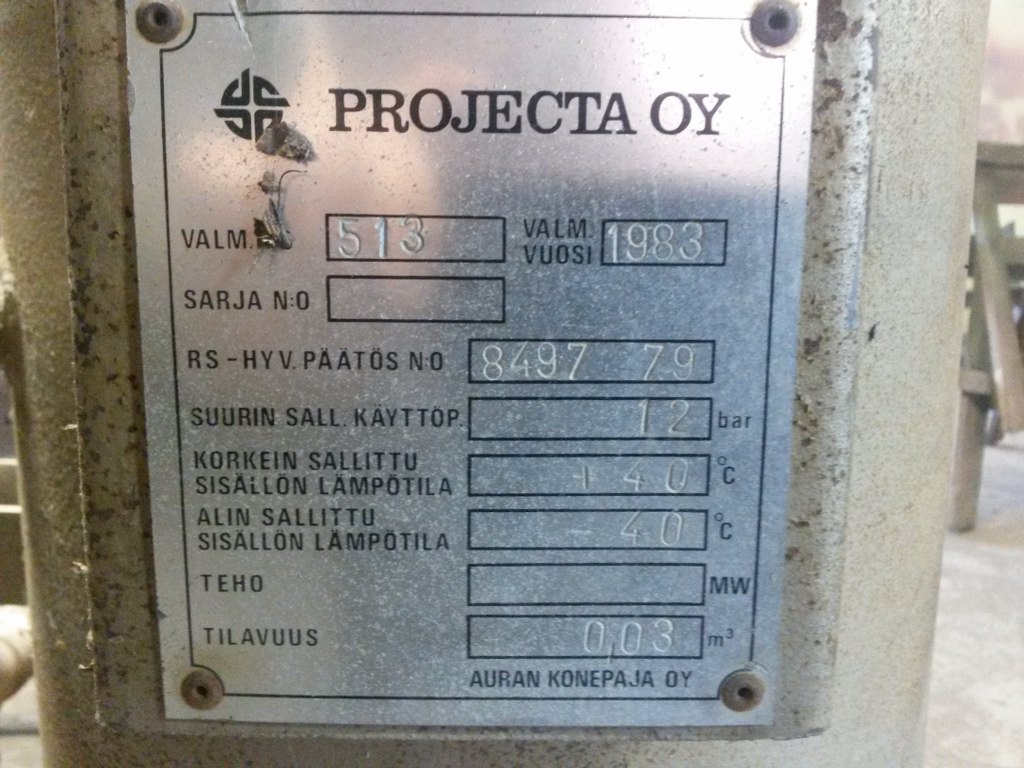 PROJECTA OY
VALM. 513 VALM. VUOSI 1983
SARJA N:O
RS-HYV. PÄÄTÖS NO 8497 79
SUURIN SALL. KÄYTTÖP. 12 bar
KORKEIN SALLITTU
SISÄLLÖN LÄMPÖTILA + 40 °C
ALIN SALLITTU
SISÄLLÖN LÄMPÖTILA - 40 °C
TEHO MW
TILAVUUS 0,03 m³
AURAN KONEPAJA OY